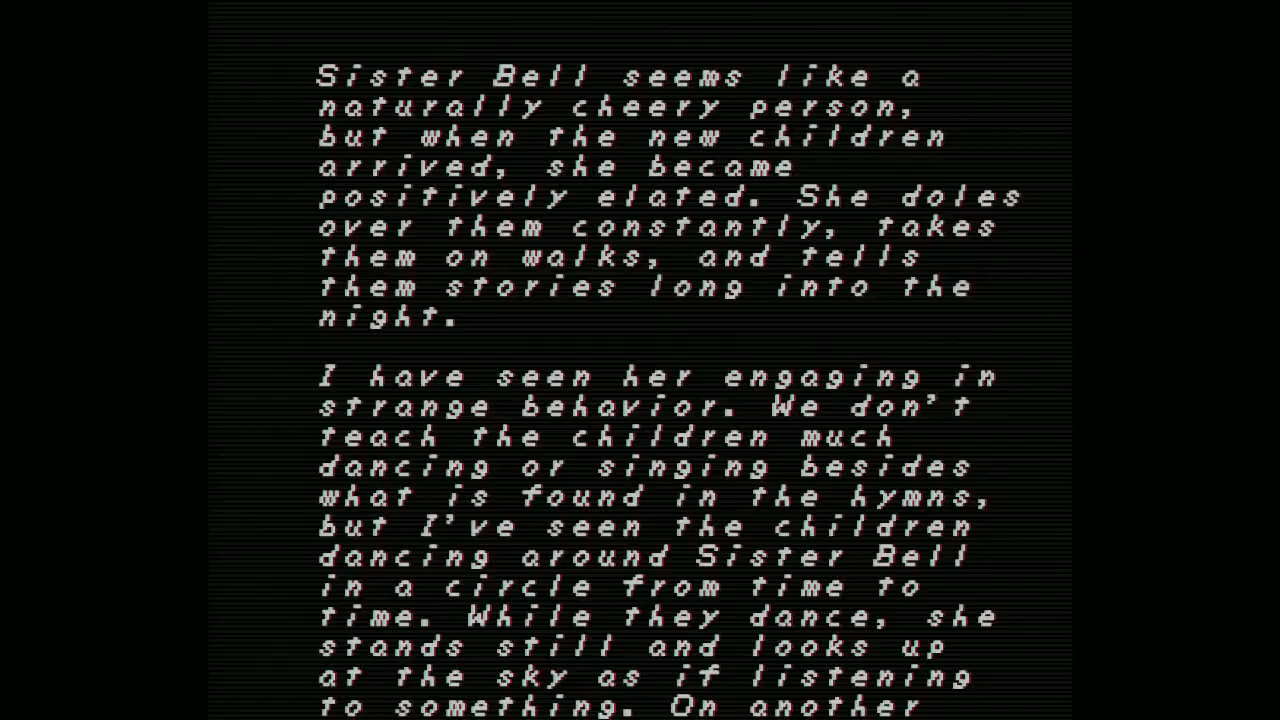 Sister Bell seems like a
naturally cheery person,
but when the new children
arrived, she became
positively elated. She doles
over them constantly, takes
them on walks, and tells
them stories long into the
night.
I have seen her engaging in
strange behavior. We don't
teach the children much
dancing or singing besides
what is found in the hymns,
but I've seen the children
dancing around Sister Bell
in a circle from time to
time. While they dance, she
stands still and looks up
at the sky as if listening
to something. On another